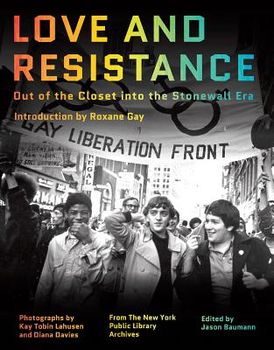 LOVE AND
RESISTANCE
Out of the Closet into the Stonewall Era
Introduction by Roxane Gay
GAY LIBERATION FRONT
Photographs by
Kay Tobin Lahusen
and Diana Davies
From The New York
Public Library
Archives
Edited by
Jason Baumann